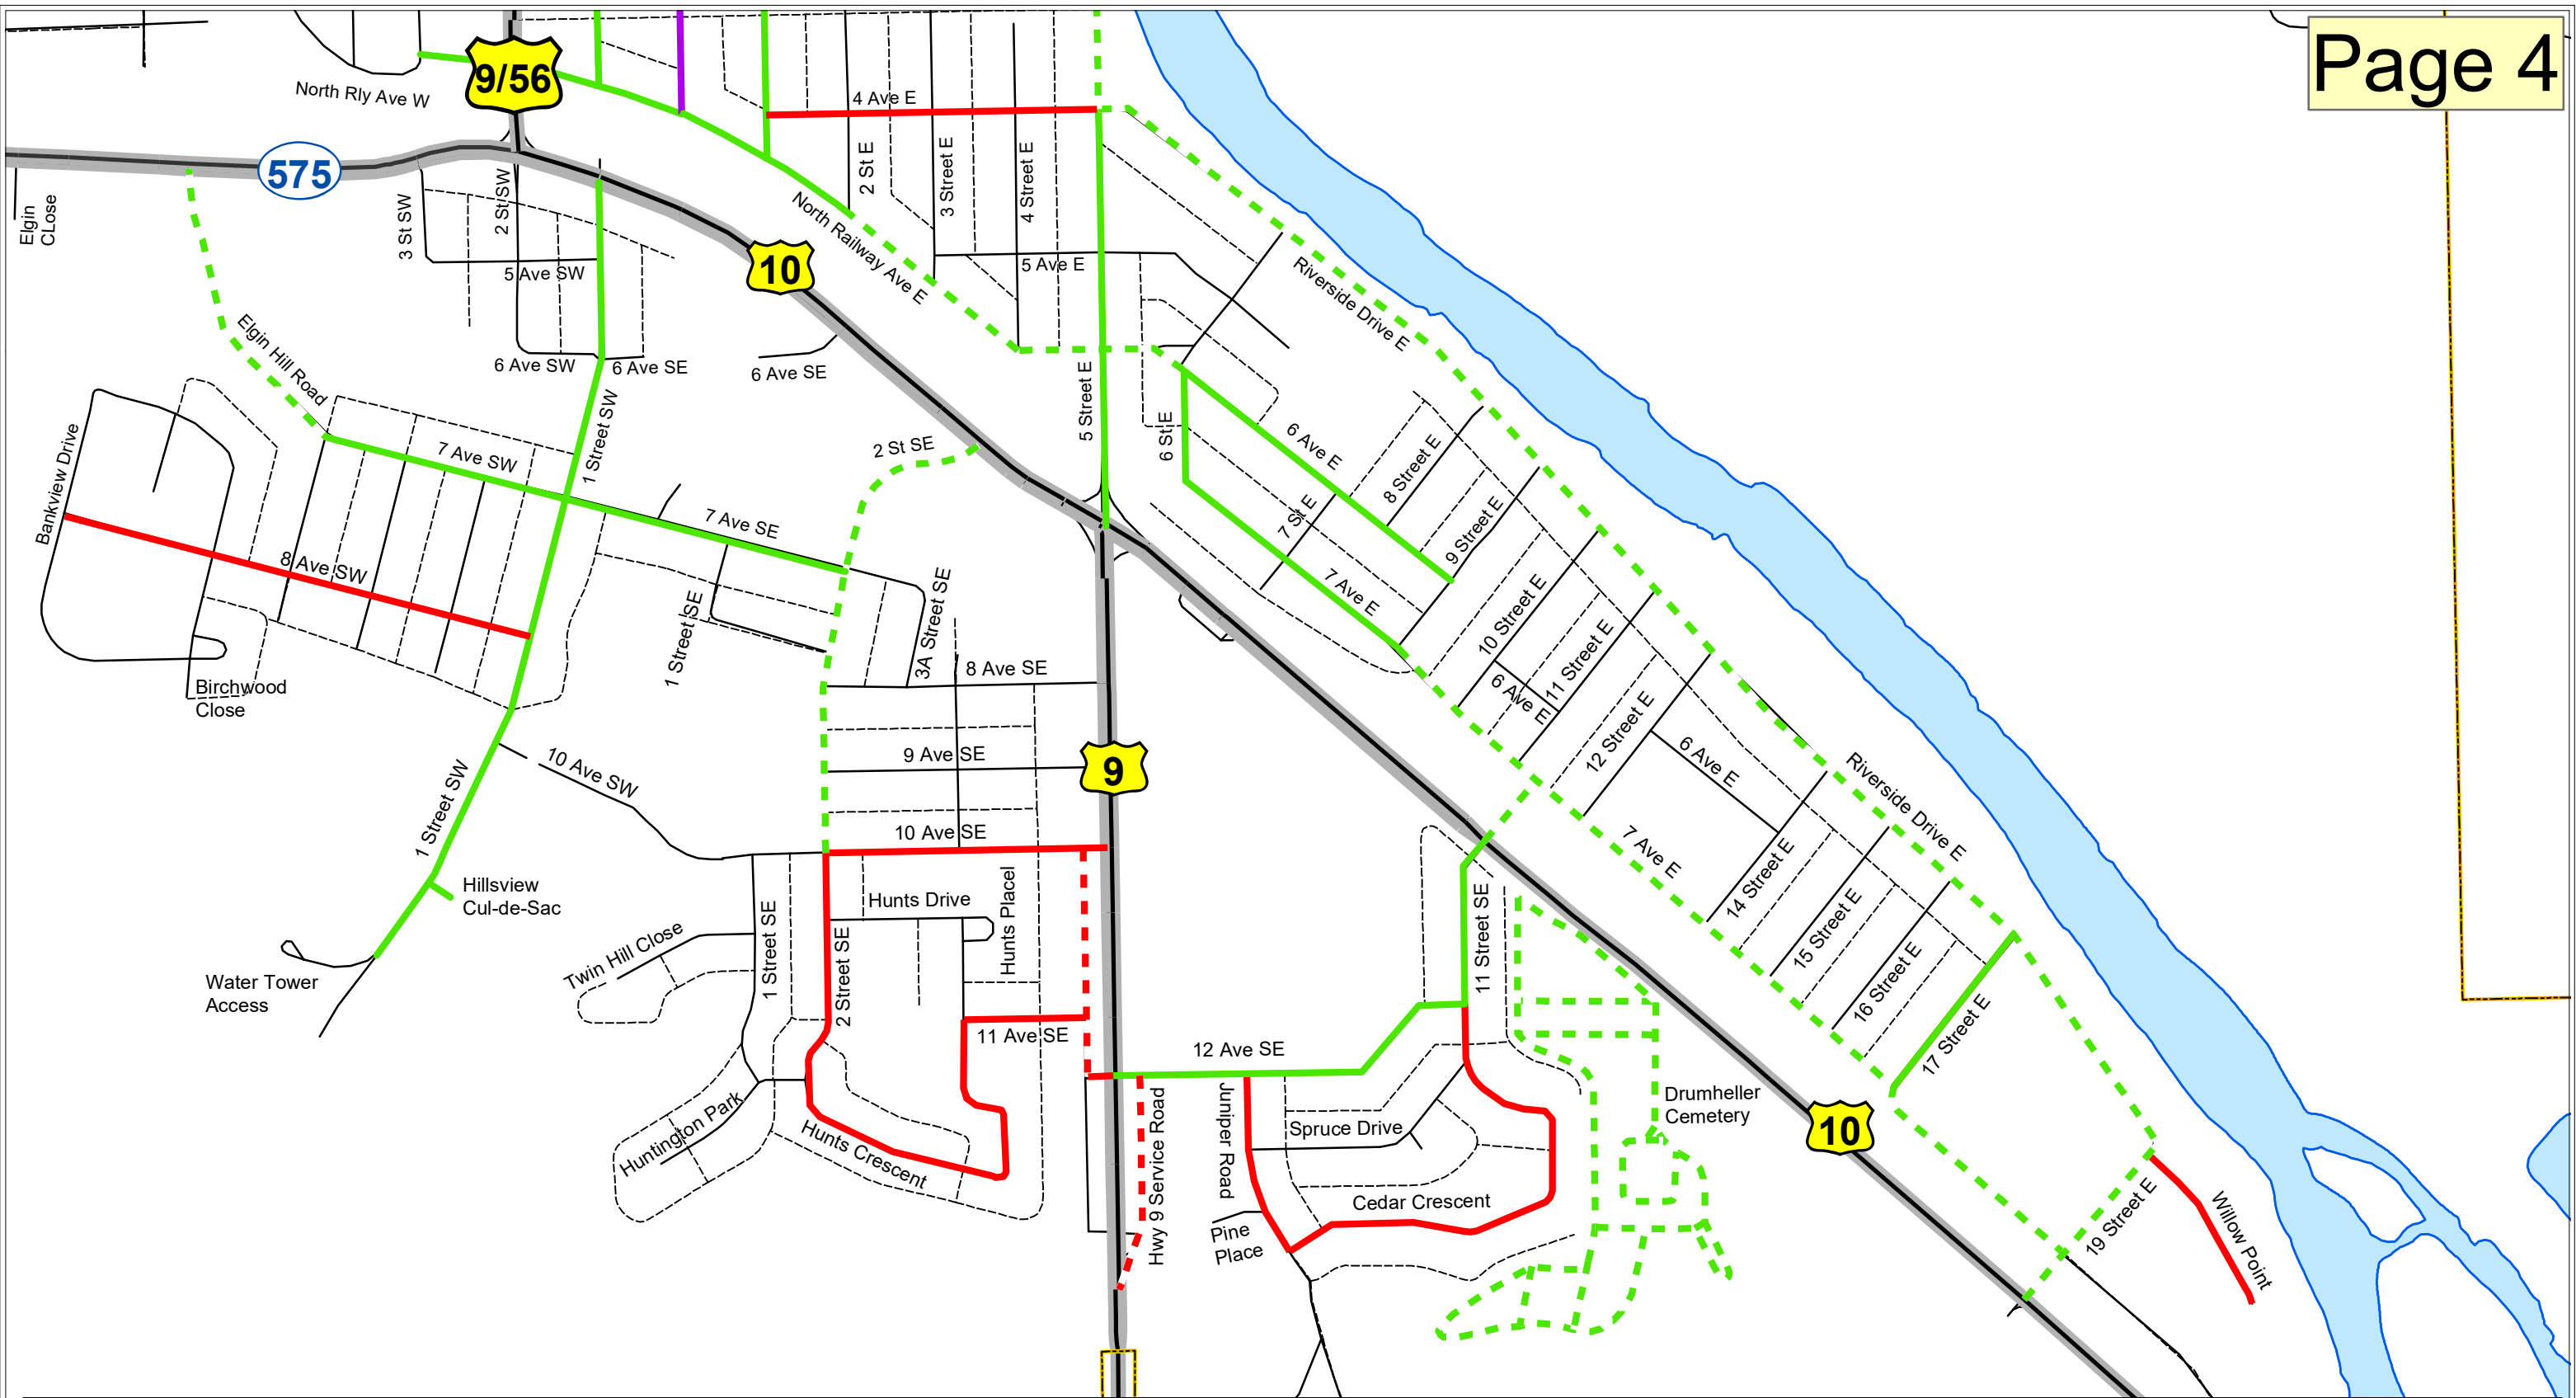 Page 4
9/56
North Rly Ave W
4 Ave E
575
Elgin
CLose
3 St SW
2 St SW
2 St E
3 Street E
4 Street E
North Railway Ave E
10
5 Ave SW
5 Ave E
Riverside Drive E
Elgin Hill Road
6 Ave SW
6 Ave SE
6 Ave SE
1 Street SW
5 Street E
6 St E
6 Ave E
8 Street E
Bankview Drive
7 Ave SW
2 St SE
7 Ave SE
7 St E
9 Street E
8 Ave SW
7 Ave E
10 Street E
11 Street E
6 Ave E
1 Street SE
3A Street SE
8 Ave SE
Birchwood
Close
12 Street E
6 Ave E
9 Ave SE
9
10 Ave SW
1 Street SW
Riverside Drive E
10 Ave SE
7 Ave E
14 Street E
Hillsview
Cul-de-Sac
Hunts Drive
Hunts Placel
11 Street SE
15 Street E
Twin Hill Close
1 Street SE
2 Street SE
16 Street E
Water Tower
Access
11 Ave SE
12 Ave SE
17 Street E
Huntington Park
Hunts Crescent
Hwy 9 Service Road
Juniper Road
Spruce Drive
Drumheller
Cemetery
10
Cedar Crescent
Pine
Place
19 Street E
Willow Point